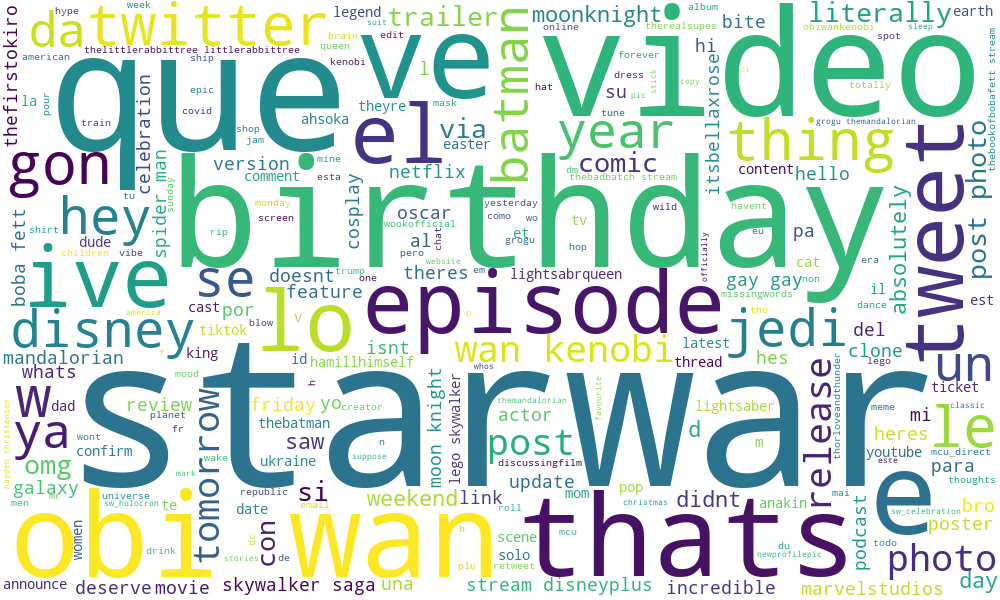 hype
week
datwitter
legend
trailer
moonknight
literally
earth
thefirstokiro
american
thelittlerabbittree littlerabbittree
suit
brain
queen
edit
album
therealsupes
online
bite
obiwankenobi
spot
sleep
la
pour
que
ship
epic
covid
train
shop
jam
kenobi
l
ve
mask
theyre
ahsoka
el
via
easter
batman
hat
dress
forever
su
pic
stick
copy
tune
hi
video
di
totally
grogu themandalorian
thebookofbobafett stream
year
thing
gon
celebration
version
comment
mine
esta
netflix
comic
dm
thebadbatch stream
itsbellaxrose
content
hello
tweet
post photo
hey
tu
spider man
sunday
birthday
monday
screen
rip
cosplay
oscar
wookofficial
al
pero
chat
yesterday
como
wo
et
grogu
hop
tv
wild
havent
officially
eu
pa
cat
era
absolutely
boba fett
shirt
dude
children
vibe
ive
se
doesnt
trump
one
theres
website
em
lightsabrqueen
gay gay
missingwords
non
il
dance
est
disney
america
cast
por
tiktok
blow
lo
v
feature
episode
p
tho
jedi
del
clone
lego
un
mandalorian
f
king
id
isnt
hamillhimself
wan kenobi
whos
latest
thread
hes
whats
mood
h
w
dad
review
planet
fr
tomorrow
friday
yo
creator
thebatman
moon knight
lego skywalker
themandalorian
actor
favourite
lightsaber
release
thorloveandthunder
meme
mi
ticket
classic
ya
wont
confirm
starwar
saw
n
suppose
ukraine
wake
post
discussingfilm
d
m
heres
youtube
este
le
mcu_direct
hayden christensen
omg
galaxy
men
mr
mark
universe
sw_holocron
te
republic
date
email
si
weekend
link
update
mom
pop
christmas
didnt
anakin
mai
podcast
e
para
thoughts
sw_celebration
bro
poster
obi wan
women
drink
stories
dc
de
con
b
plu
retweet
roll
scene
solo
mcu
thats
du
newprofilepic
todo
photo
announce
deserve
movie
skywalker saga
una
stream disneyplus
incredible
marvelstudios
day